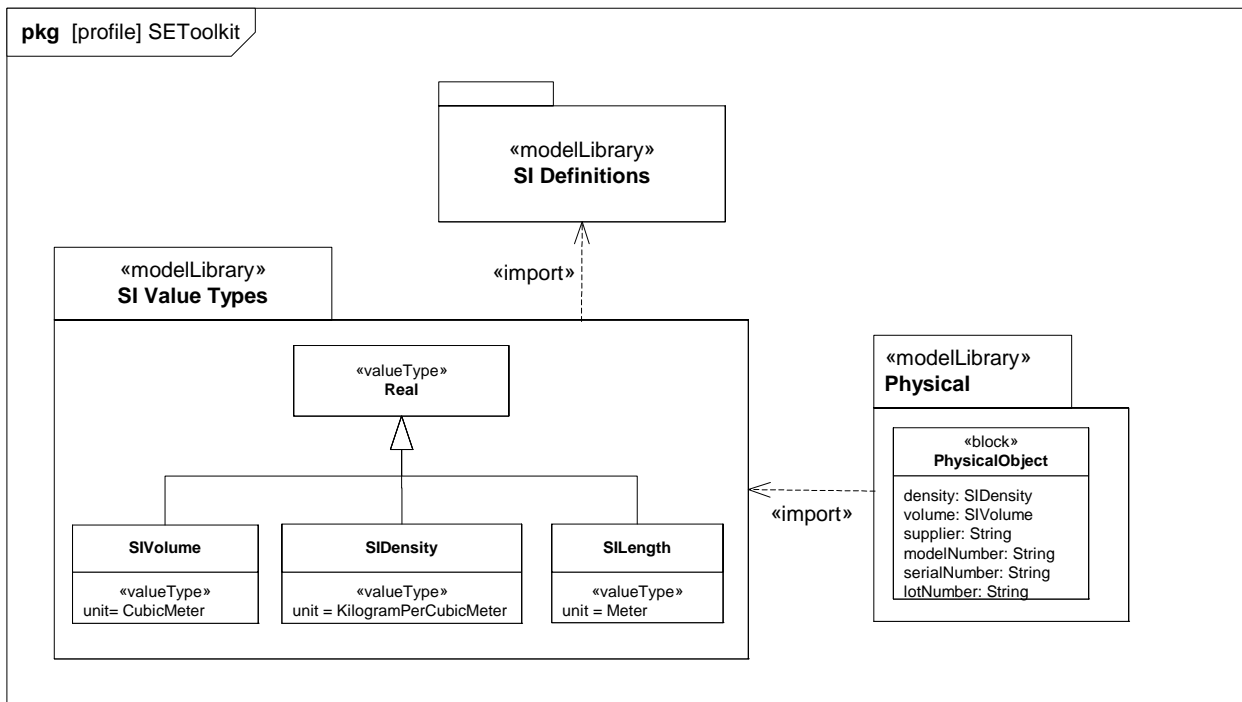 pkg [profile] SEToolkit
«modelLibrary»
SI Definitions
«import»
«modelLibrary»
SI Value Types
«valueType»
Real
SIVolume
«valueType»
unit= CubicMeter
SIDensity
«valueType»
unit = KilogramPerCubicMeter
SILength
«valueType»
unit = Meter
«import»
«modelLibrary»
Physical
«block»
PhysicalObject
density: SIDensity
volume: SIVolume
supplier: String
modelNumber: String
serialNumber: String
lotNumber: String